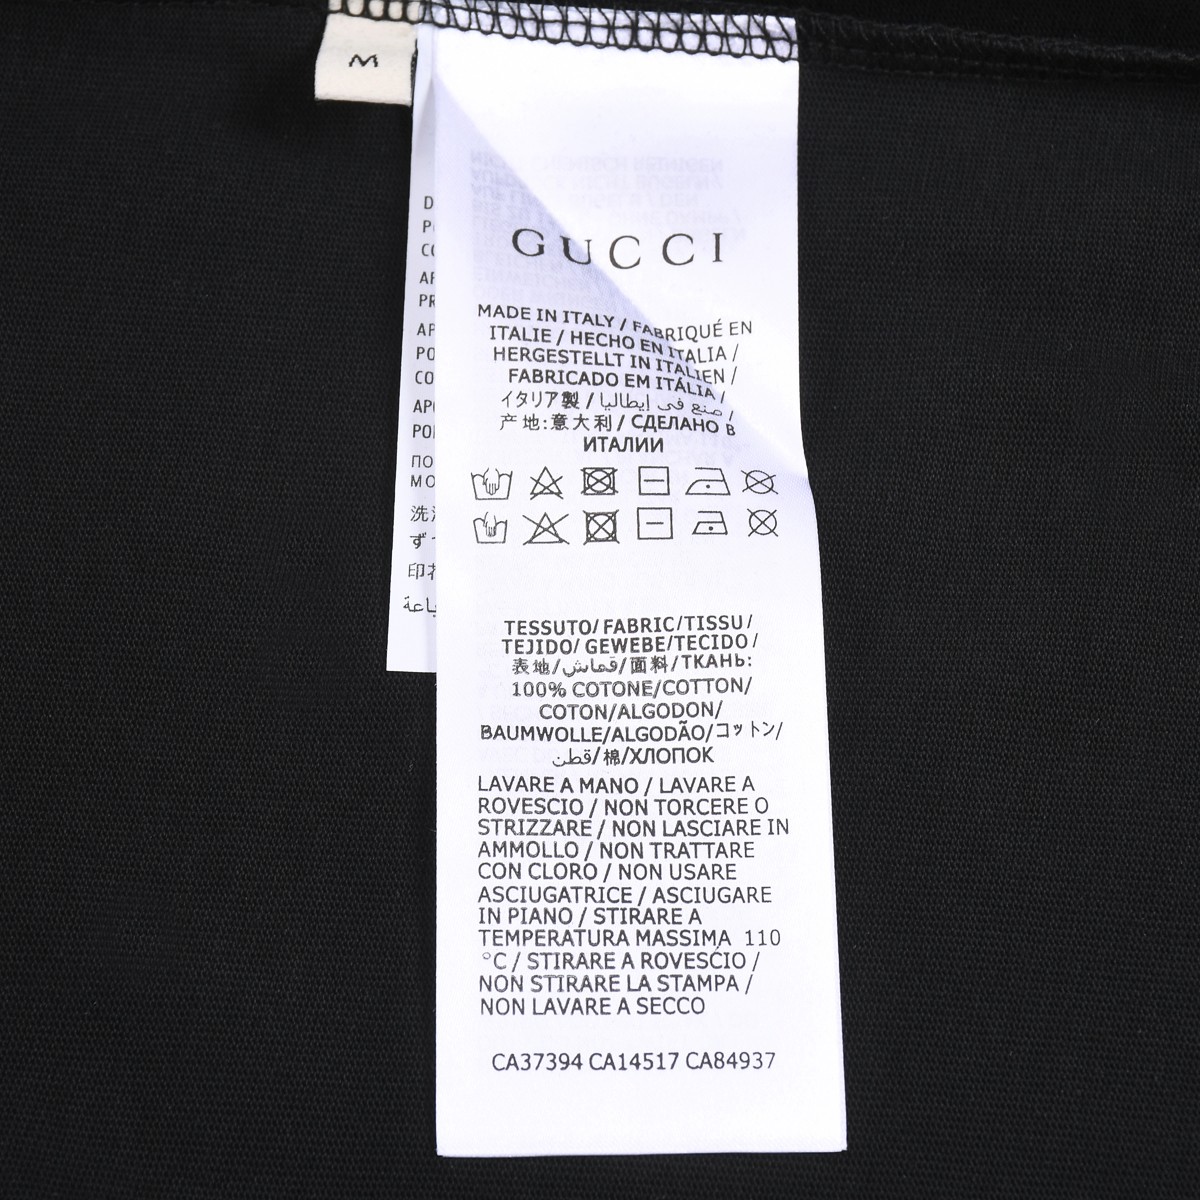 M
GUCCI
MADE IN ITALY / FABRIQUÉ EN
ITALIE / HECHO EN ITALIA /
HERGESTELLT IN ITALIEN /
FABRICADO EM ITÁLIA /
イタリア製 / صنع في إيطاليا /
产地:意大利 / СДЕЛАНО В
ИТАЛИИ
TESSUTO/FABRIC/TISSU/
TEJIDO/ GEWEBE/TECIDO/
表地/قماش/面料/ТКАНЬ:
100% COTONE/COTTON/
COTON/ALGODON/
BAUMWOLLE/ALGODÃO/コットン/
قطن/棉/ХЛОПОК
LAVARE A MANO / LAVARE A
ROVESCIO / NON TORCERE O
STRIZZARE / NON LASCIARE IN
AMMOLLO / NON TRATTARE
CON CLORO / NON USARE
ASCIUGATRICE / ASCIUGARE
IN PIANO / STIRARE A
TEMPERATURA MASSIMA 110
°C / STIRARE A ROVESCIO /
NON STIRARE LA STAMPA /
NON LAVARE A SECCO
CA37394 CA14517 CA84937